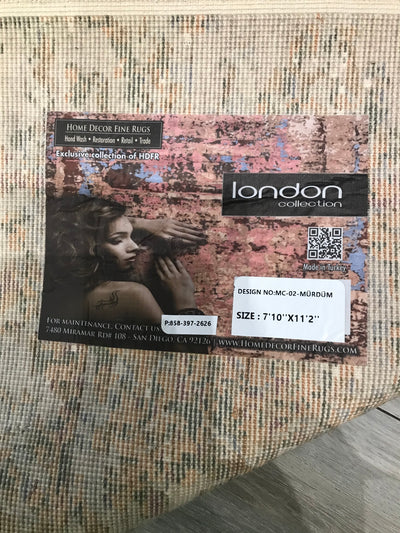 HOME DECOR FINE RUGS
Hand Wash • Restoration • Retail • Trade
Exclusive collection of HDFR
london
collection
Made in Turkey
DESIGN NO:MC-02-MÜRDÜM
SIZE : 7'10''X11'2''
P:858-397-2626
FOR MAINTENANCE, CONTACT US
7480 MIRAMAR RD# 108 - SAN DIEGO, CA 92126 | WWW.HOMEDECORFINERUGS.COM